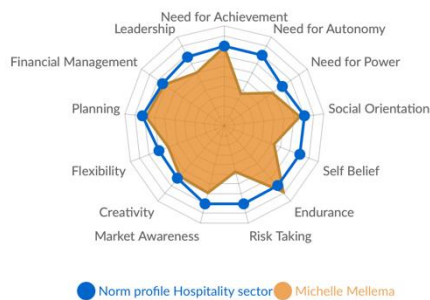 Need for Achievement
Leadership
Need for Autonomy
Financial Management
Need for Power
Planning
Social Orientation
Flexibility
Self Belief
Creativity
Endurance
Market Awareness
Risk Taking
Norm profile Hospitality sector
Michelle Mellema